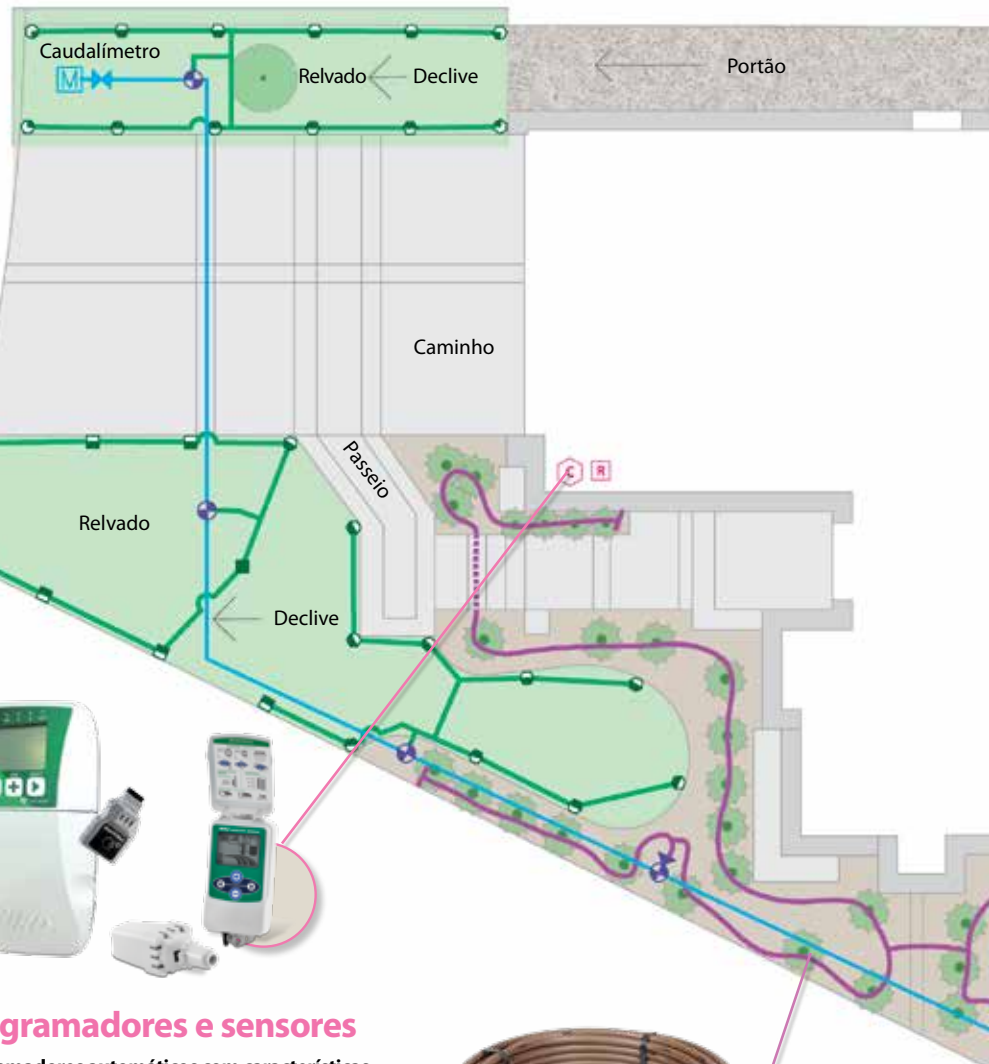 Caudalímetro
M
Relvado
Declive
Portão
Caminho
Passeio
C
R
Relvado
Declive
gramadores e sensores